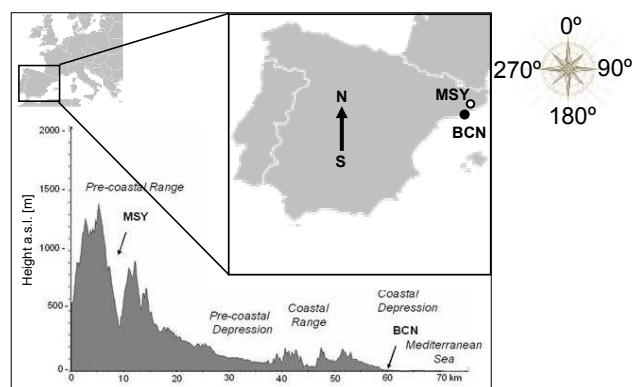 0º
270º
90º
180º
N
S
MSY
BCN
Height a.s.l. [m]
2000
1500
1000
500
0
Pre-coastal Range
MSY
Pre-coastal
Depression
Coastal
Range
Coastal
Depression
BCN
Mediterranean
Sea
0
10
20
30
40
50
60
70 km